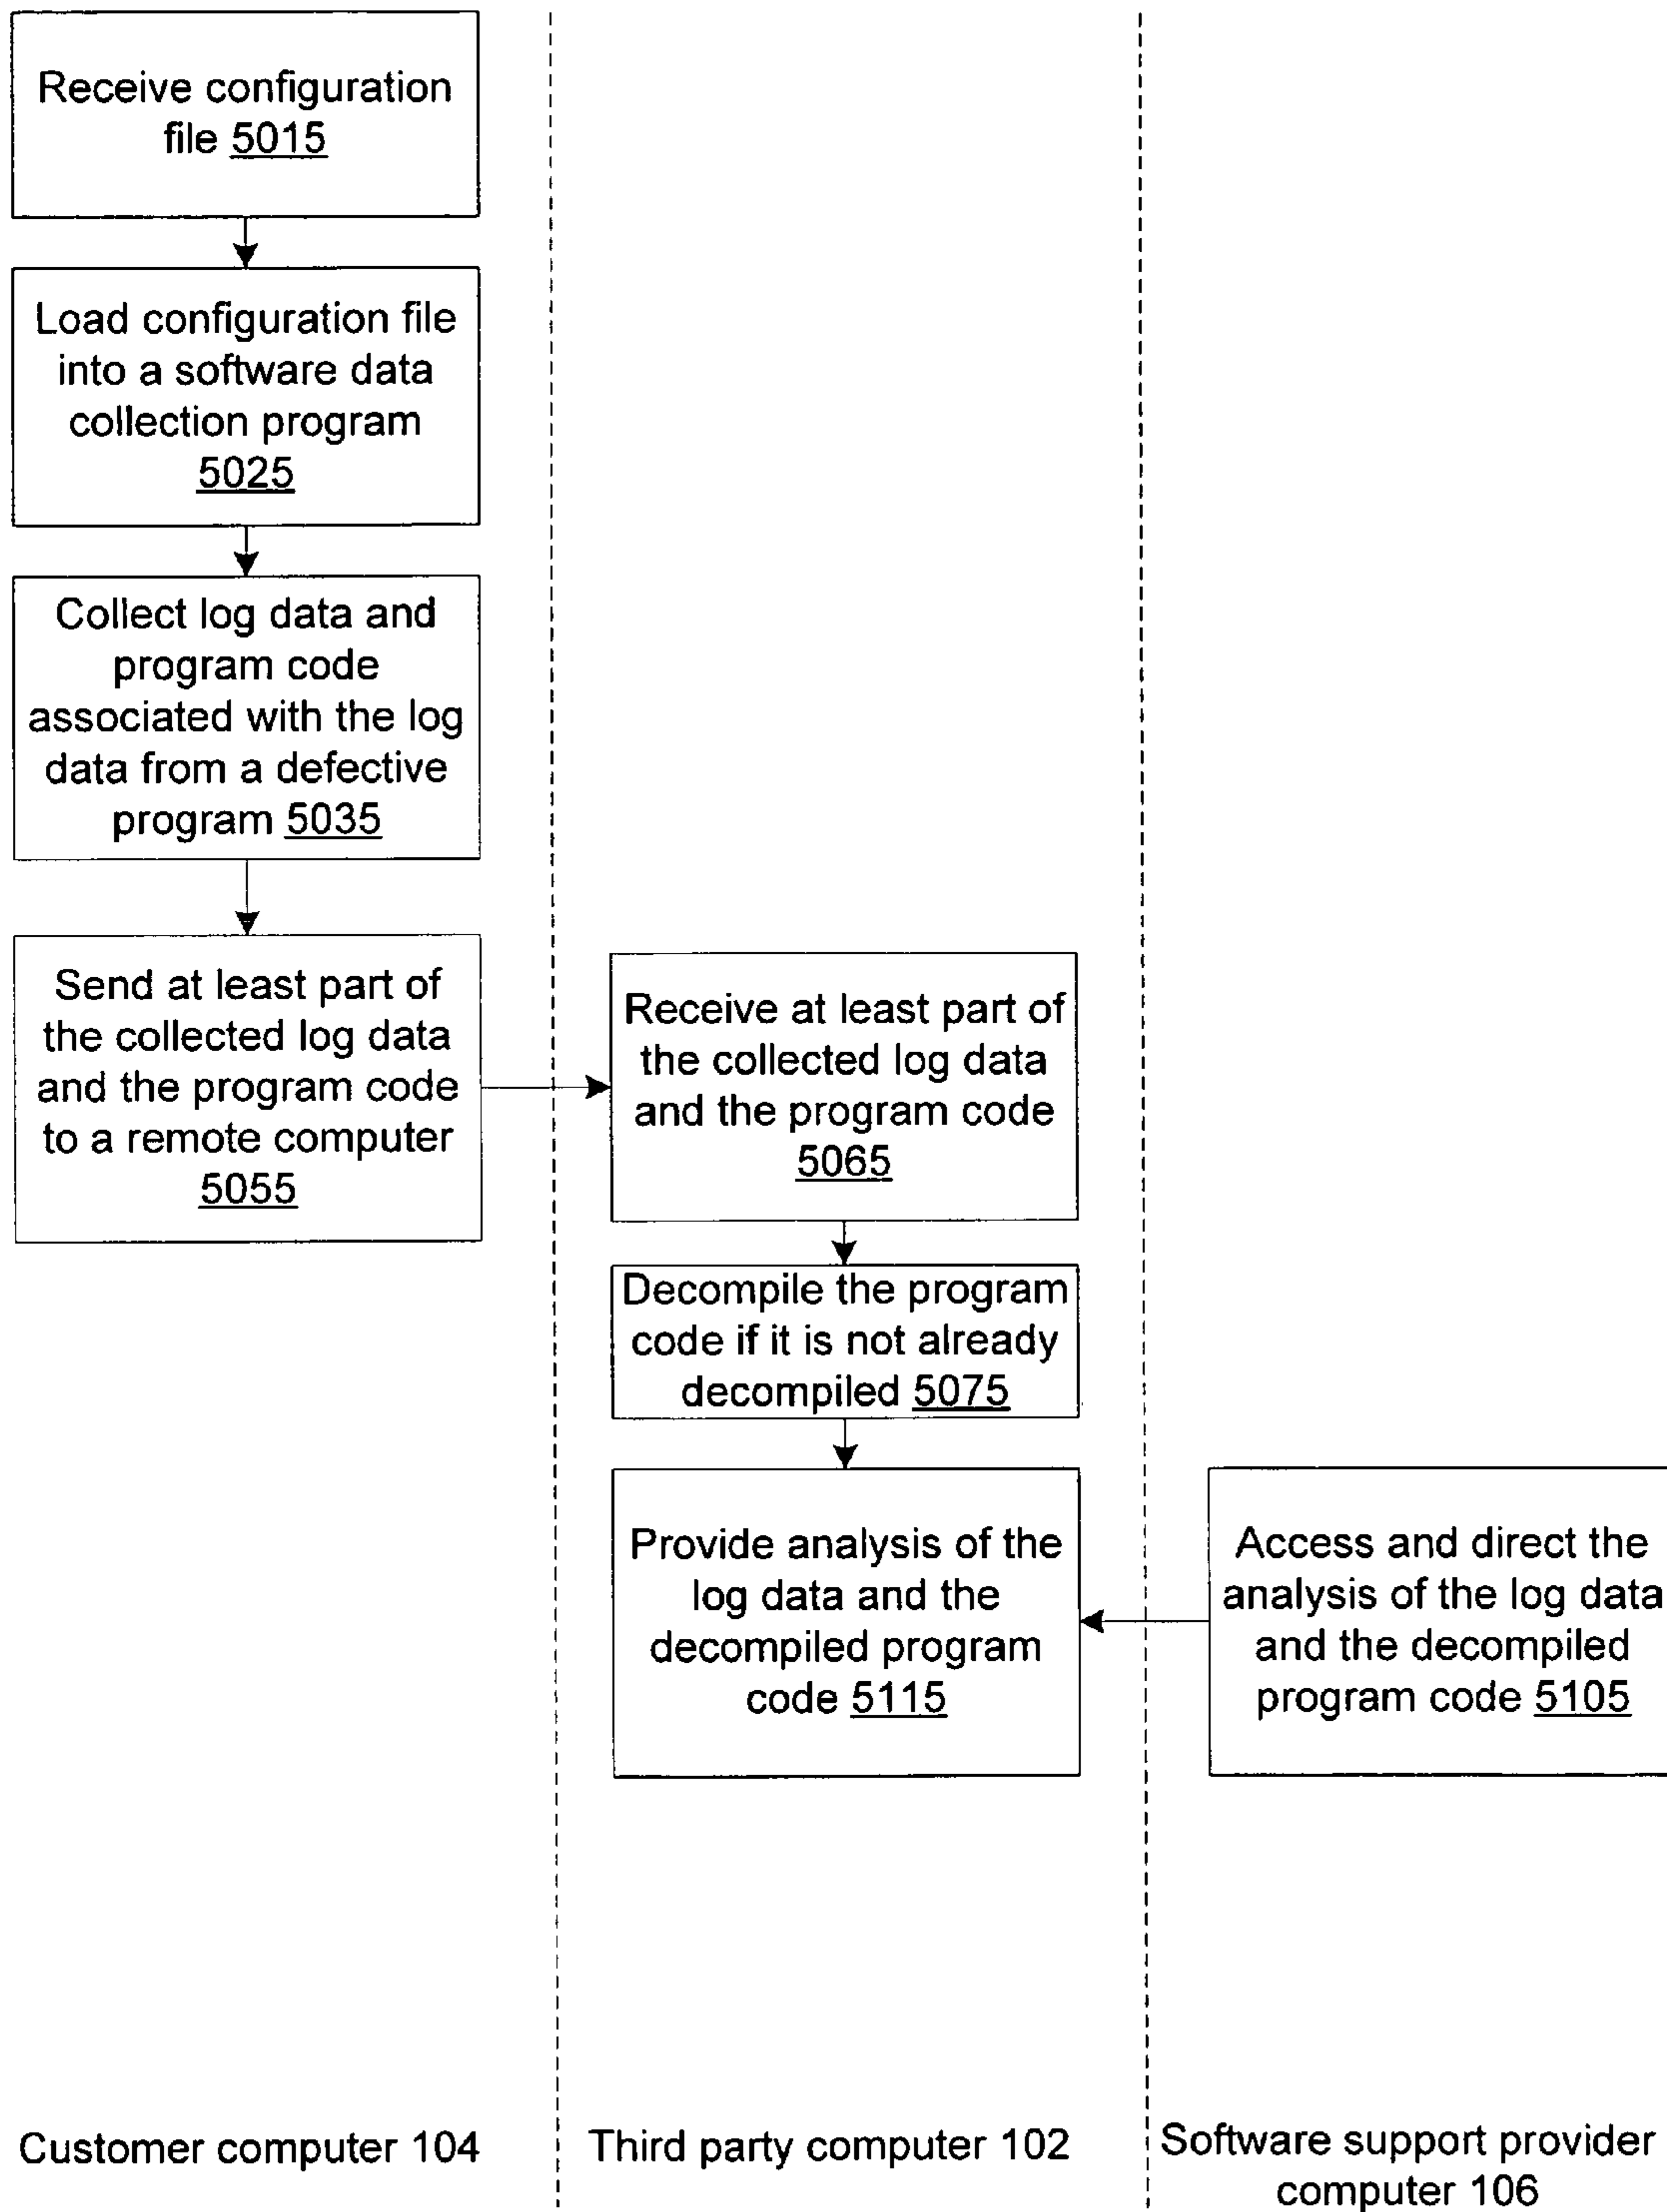 Receive configuration
file 5015
Load configuration file
into a software data
collection program
5025
Collect log data and
program code
associated with the log
data from a defective
program 5035
Send at least part of
the collected log data
and the program code
to a remote computer
5055
Receive at least part of
the collected log data
and the program code
5065
Decompile the program
code if it is not already
decompiled 5075
Provide analysis of the
log data and the
decompiled program
code 5115
Access and direct the
analysis of the log data
and the decompiled
program code 5105
Customer computer 104
Third party computer 102
Software support provider
computer 106